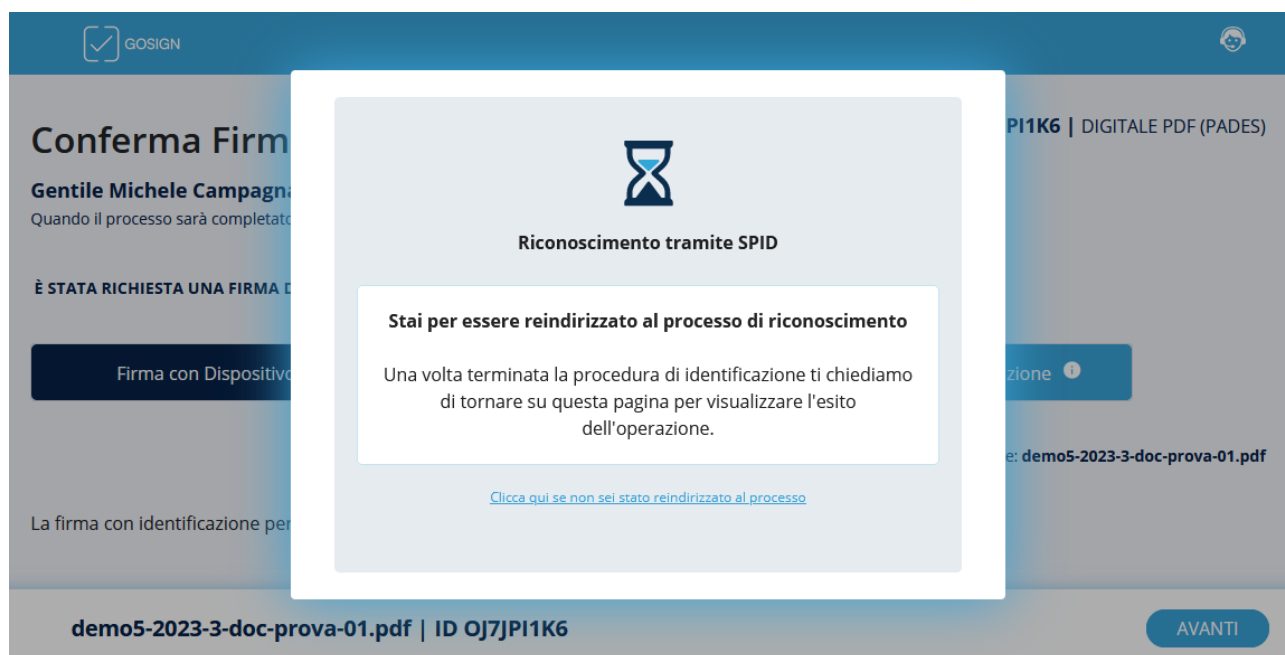 GOSIGN
Conferma Firm
PI1K6 | DIGITALE PDF (PADES)
Gentile Michele Campagna
Quando il processo sarà completato
È STATA RICHIESTA UNA FIRMA D
Firma con Dispositivo
zione
e: demo5-2023-3-doc-prova-01.pdf
La firma con identificazione per
Riconoscimento tramite SPID
Stai per essere reindirizzato al processo di riconoscimento
Una volta terminata la procedura di identificazione ti chiediamo
di tornare su questa pagina per visualizzare l'esito
dell'operazione.
Clicca qui se non sei stato reindirizzato al processo
demo5-2023-3-doc-prova-01.pdf | ID OJ7JPI1K6
AVANTI